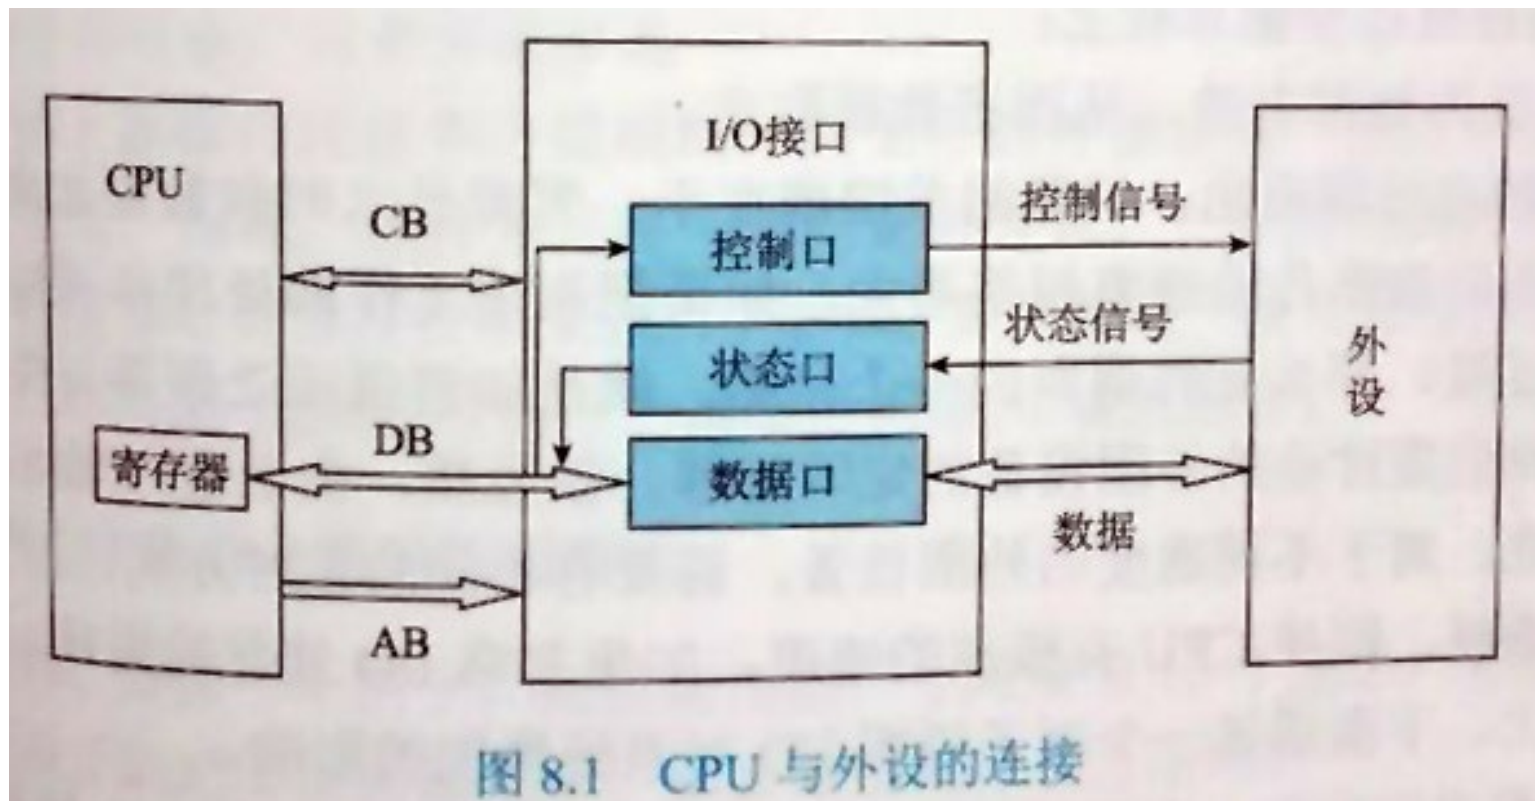 I/O接口
CPU
CB
控制口
控制信号
状态口
状态信号
外
设
寄存器
DB
数据口
数据
AB
图 8.1 CPU 与外设的连接